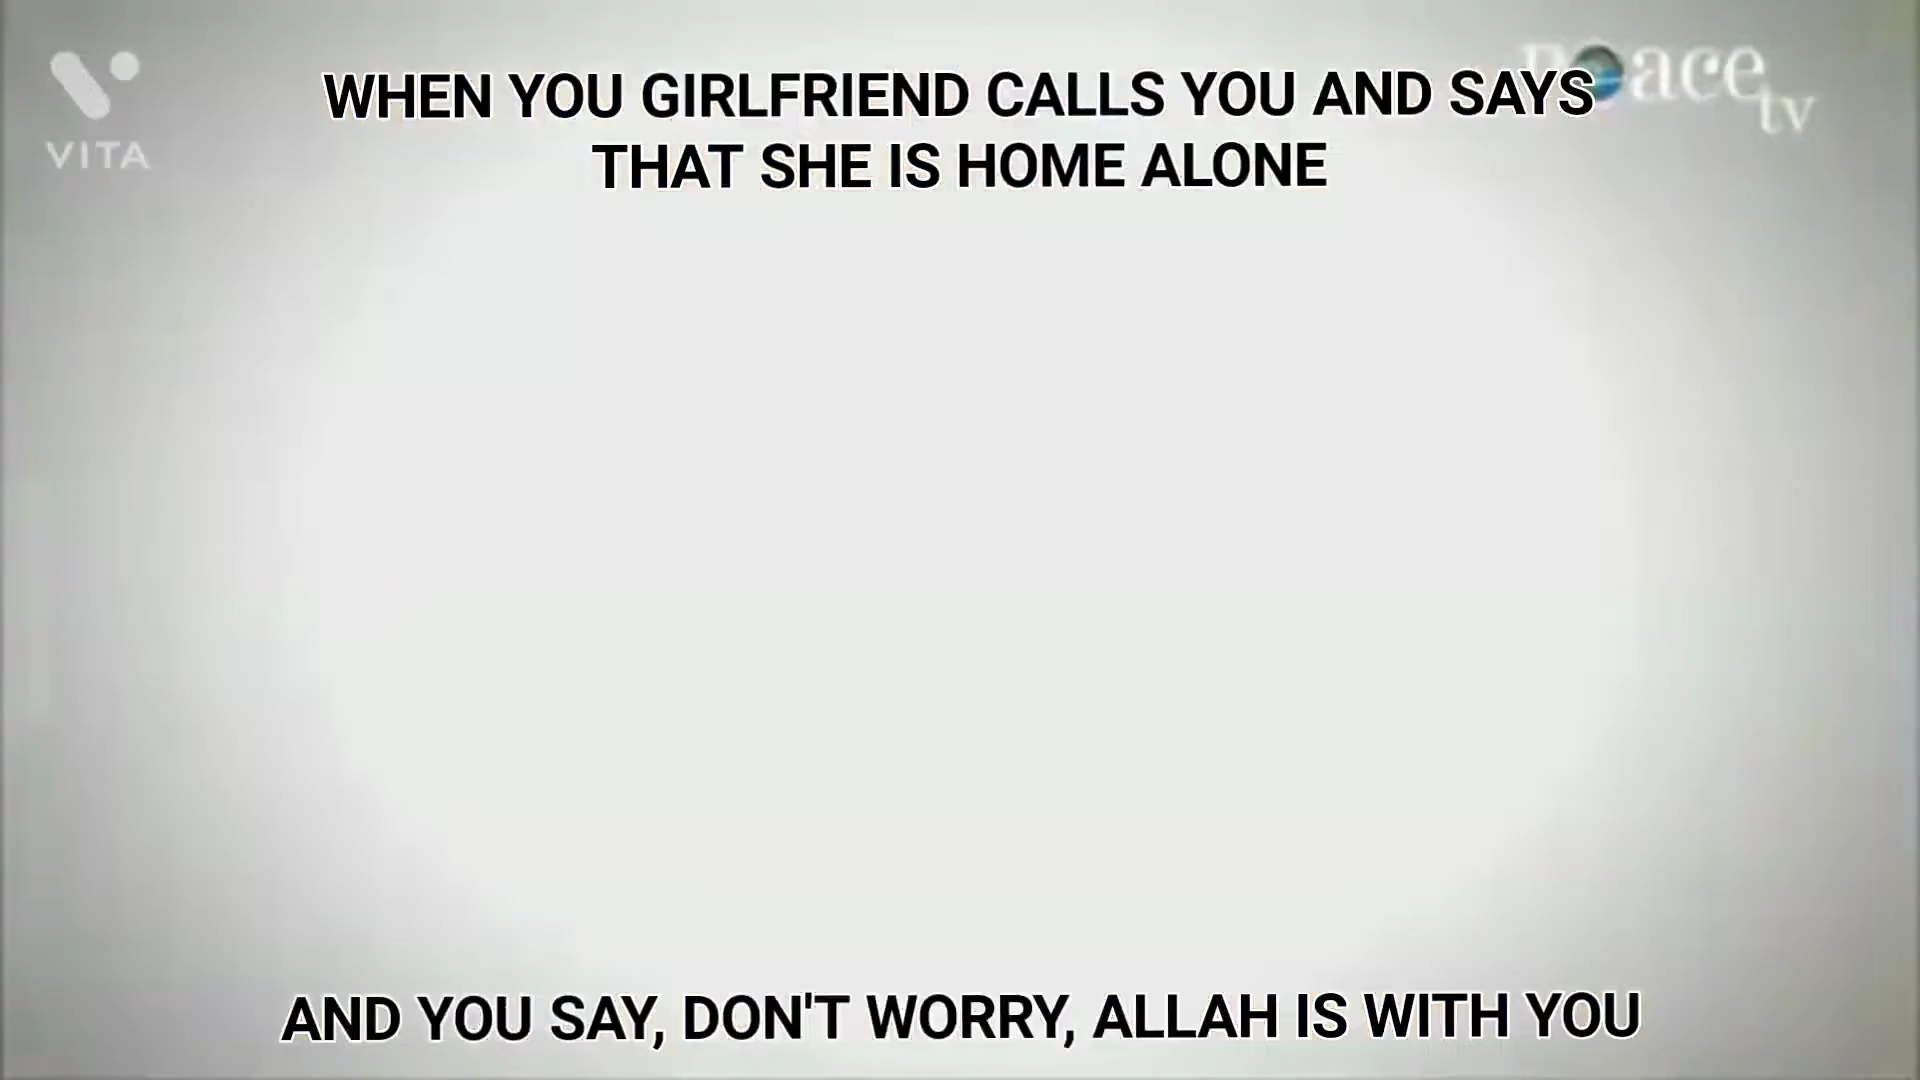 VITA
Peace tv
WHEN YOU GIRLFRIEND CALLS YOU AND SAYS
THAT SHE IS HOME ALONE
AND YOU SAY, DON'T WORRY, ALLAH IS WITH YOU